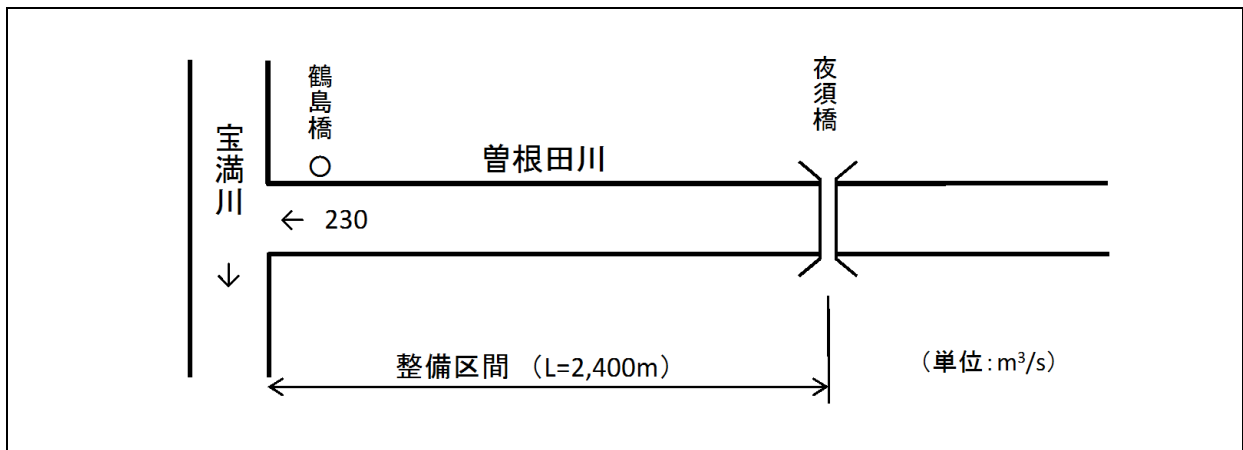 鶴島橋
夜須橋
宝満川
曽根田川
← 230
整備区間 （L=2,400m）
（単位：m³/s）